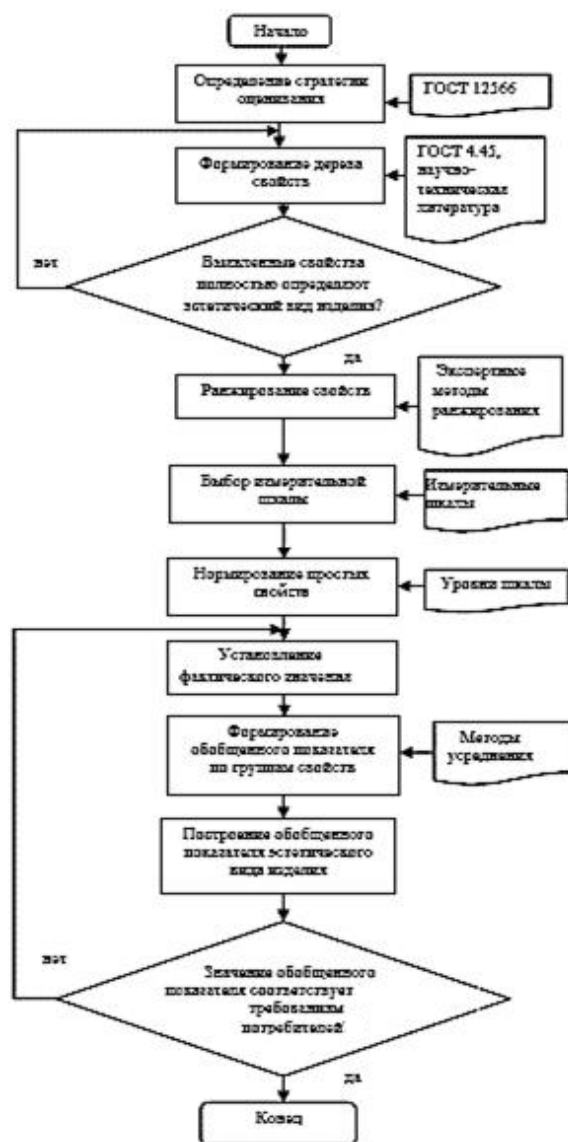 Начало
Определение стратегии
оценивания
ГОСТ 12566
Формирование дерева
свойств
ГОСТ 4.45,
научно-
техническая
литература
нет
Выявленные свойства
полностью определяют
эстетический вид изделия?
да
Ранжирование свойств
Экспертные
методы
ранжирования
Выбор измерительной
шкалы
Измерительные
шкалы
Нормирование простых
свойств
Уровни шкалы
Установление
фактического значения
Формирование
обобщенного показателя
по группам свойств
Методы
усреднения
Построение обобщенного
показателя эстетического
вида изделия
нет
Значение обобщенного
показателя соответствует
требованиям
потребителей
да
Конец